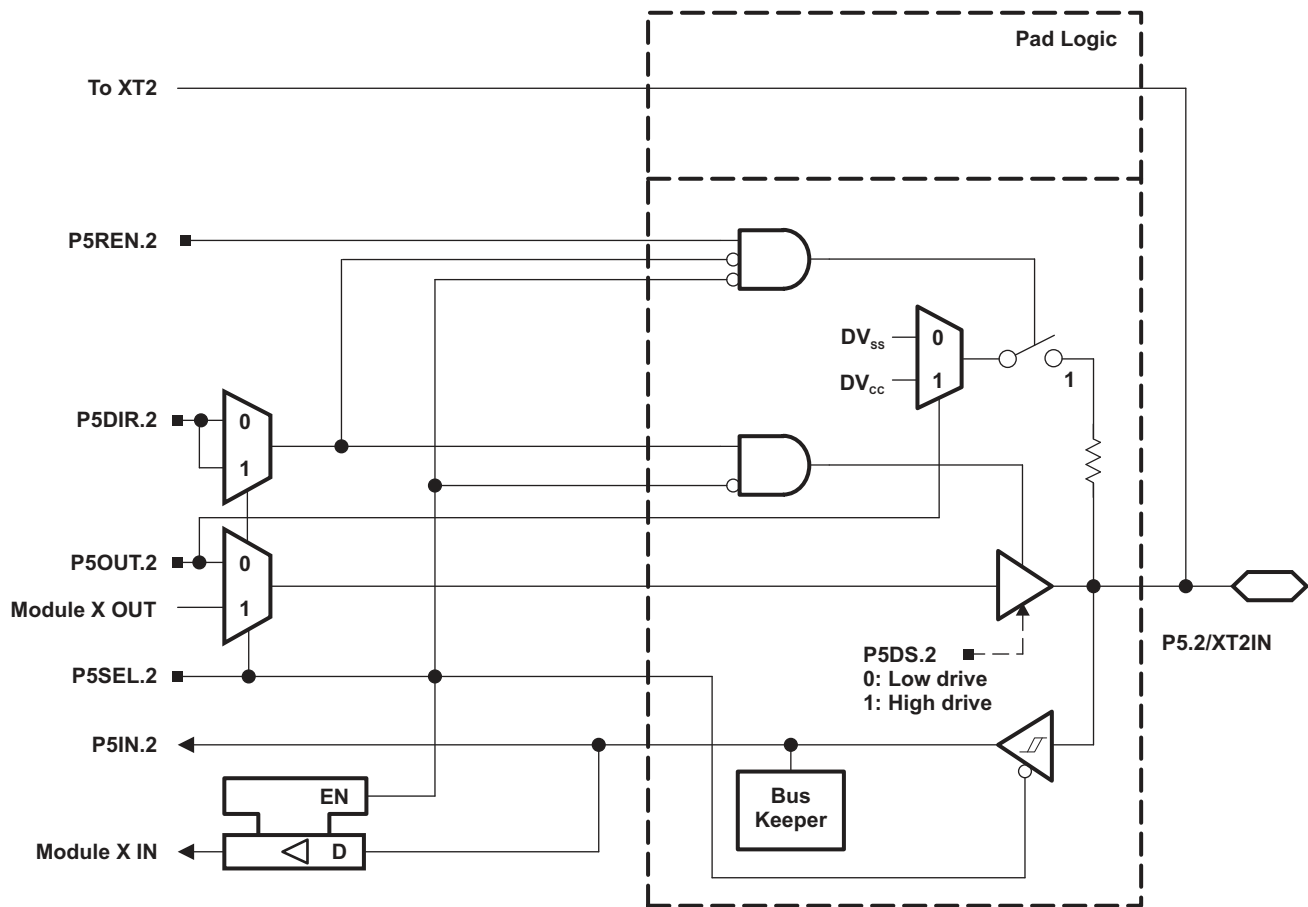 Pad Logic
To XT2
P5REN.2
DVSS
0
DVCC
1
1
P5DIR.2
0
1
P5OUT.2
0
Module X OUT
1
P5SEL.2
P5DS.2
0: Low drive
1: High drive
P5.2/XT2IN
P5IN.2
Bus
Keeper
EN
D
Module X IN